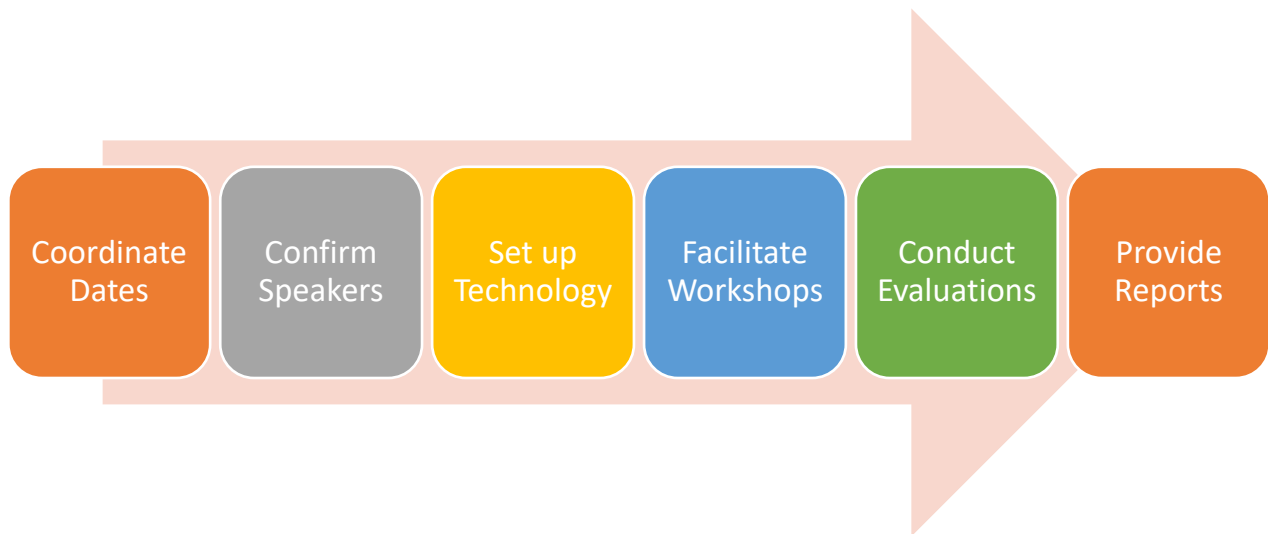 Coordinate
Dates
Confirm
Speakers
Set up
Technology
Facilitate
Workshops
Conduct
Evaluations
Provide
Reports